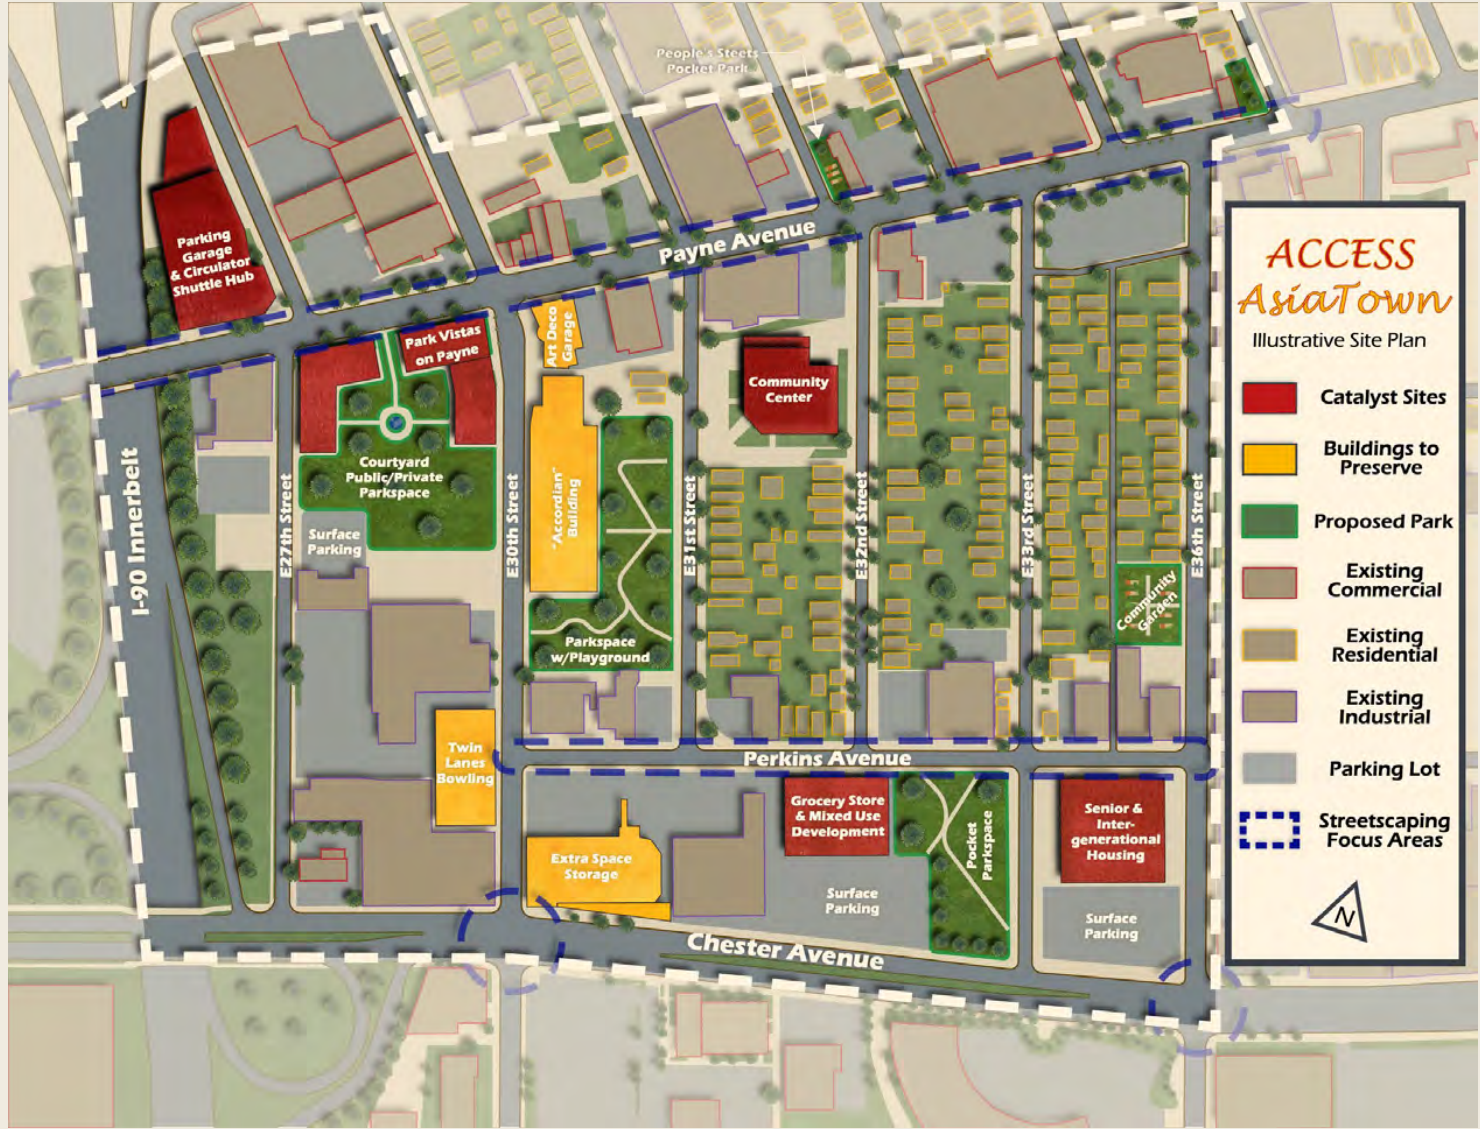 People's Steets
Pocket Park
Payne Avenue
Parking
Garage
& Circulator
Shuttle Hub
Park Vistas
on Payne
Art Deco
Garage
Community
Center
Courtyard
Public/Private
Parkspace
"Accordian"
Building
Surface
Parking
I-90 Innerbelt
E27th Street
E30th Street
E31st Street
E32nd Street
E33rd Street
E36th Street
Community
Garden
Parkspace
w/Playground
Twin
Lanes
Bowling
Perkins Avenue
Grocery Store
& Mixed Use
Development
Pocket
Parkspace
Senior &
Inter-
generational
Housing
Extra Space
Storage
Surface
Parking
Surface
Parking
Chester Avenue
ACCESS
AsiaTown
Illustrative Site Plan
Catalyst Sites
Buildings to
Preserve
Proposed Park
Existing
Commercial
Existing
Residential
Existing
Industrial
Parking Lot
Streetscaping
Focus Areas
N